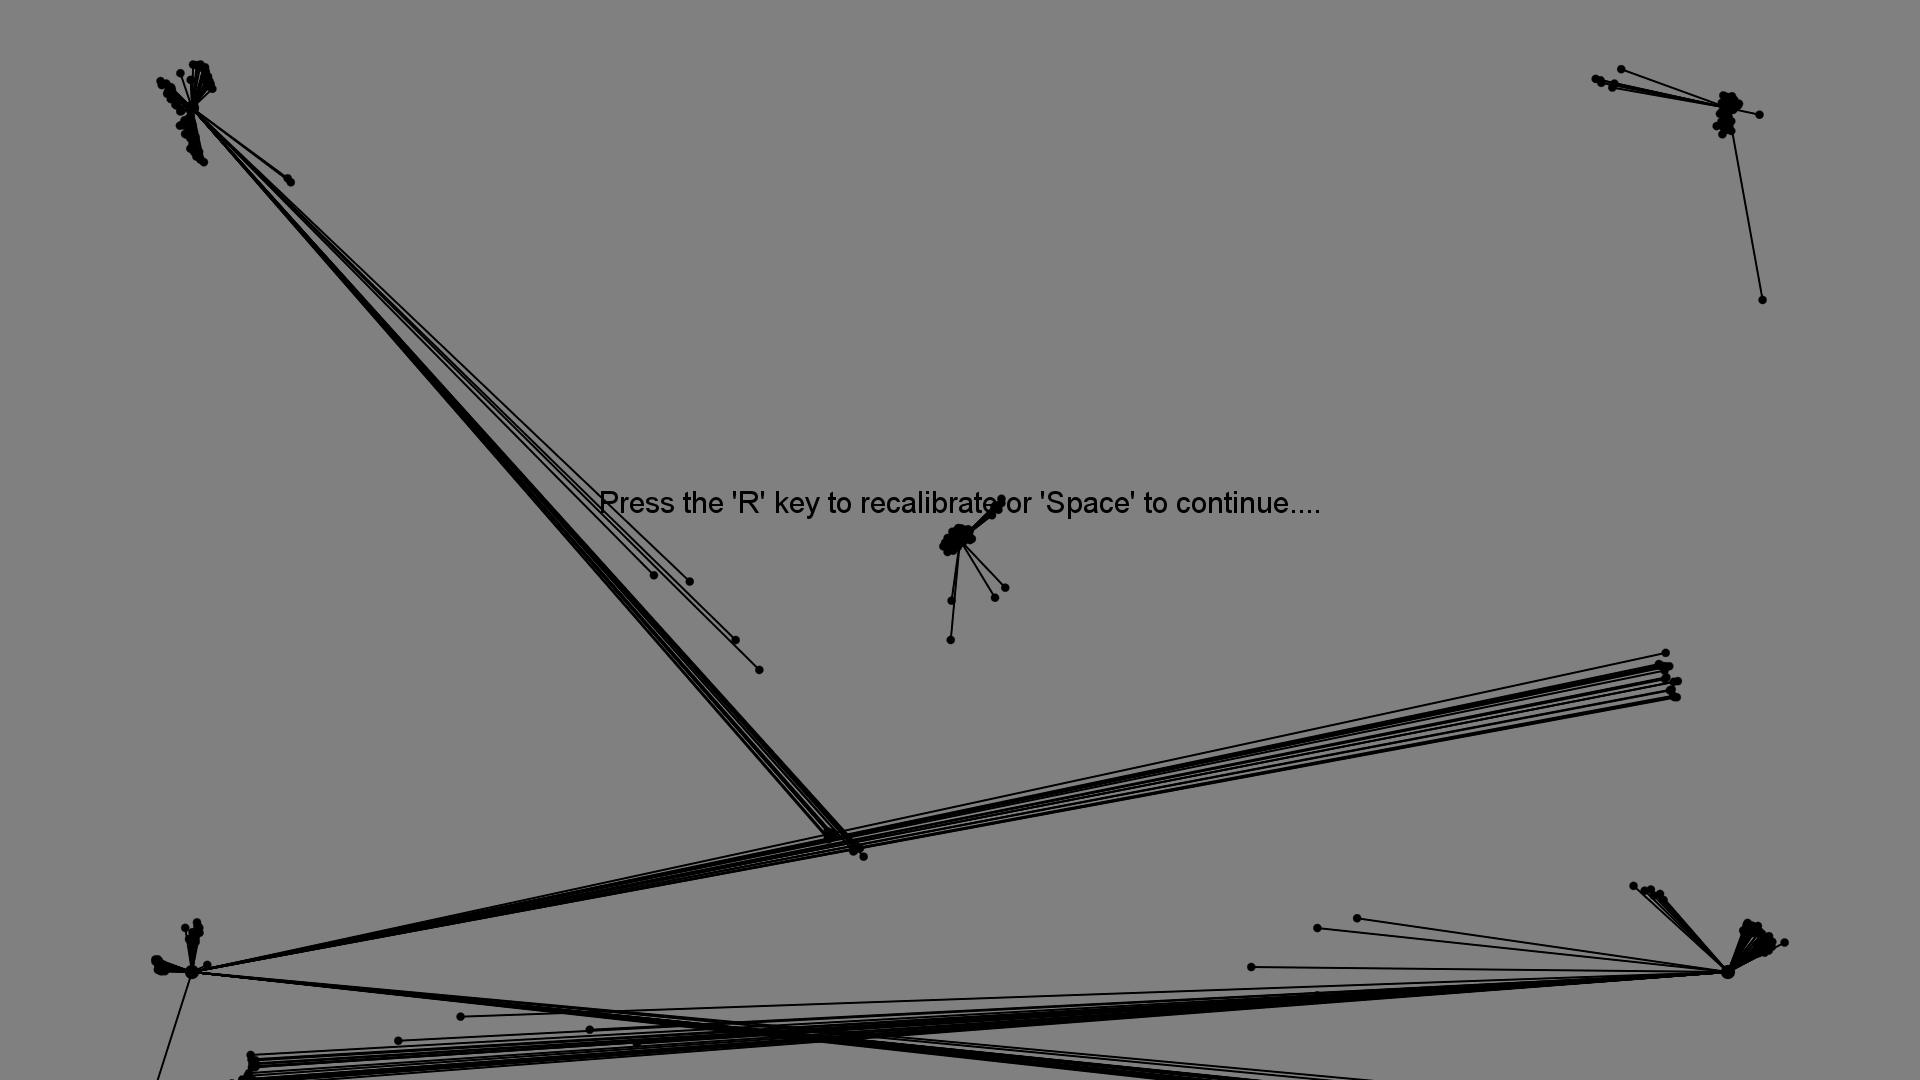 Press the 'R' key to recalibrate or 'Space' to continue....